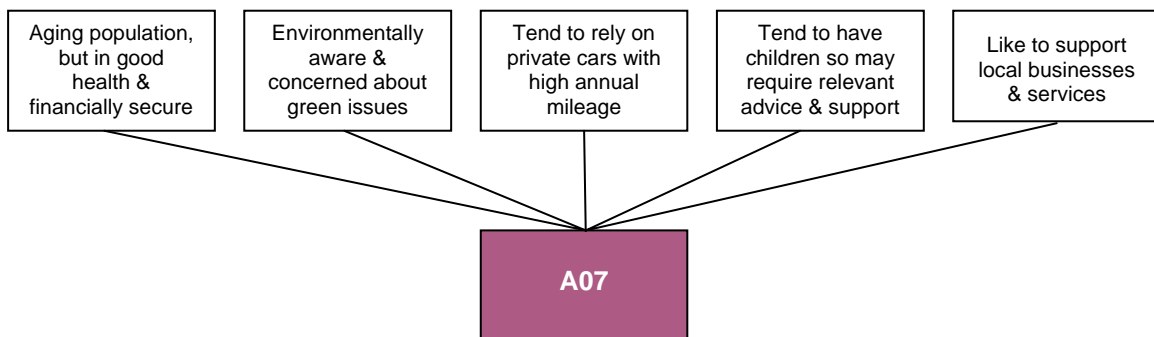 Aging population,
but in good
health &
financially secure
Environmentally
aware &
concerned about
green issues
Tend to rely on
private cars with
high annual
mileage
Tend to have
children so may
require relevant
advice & support
Like to support
local businesses
& services
A07